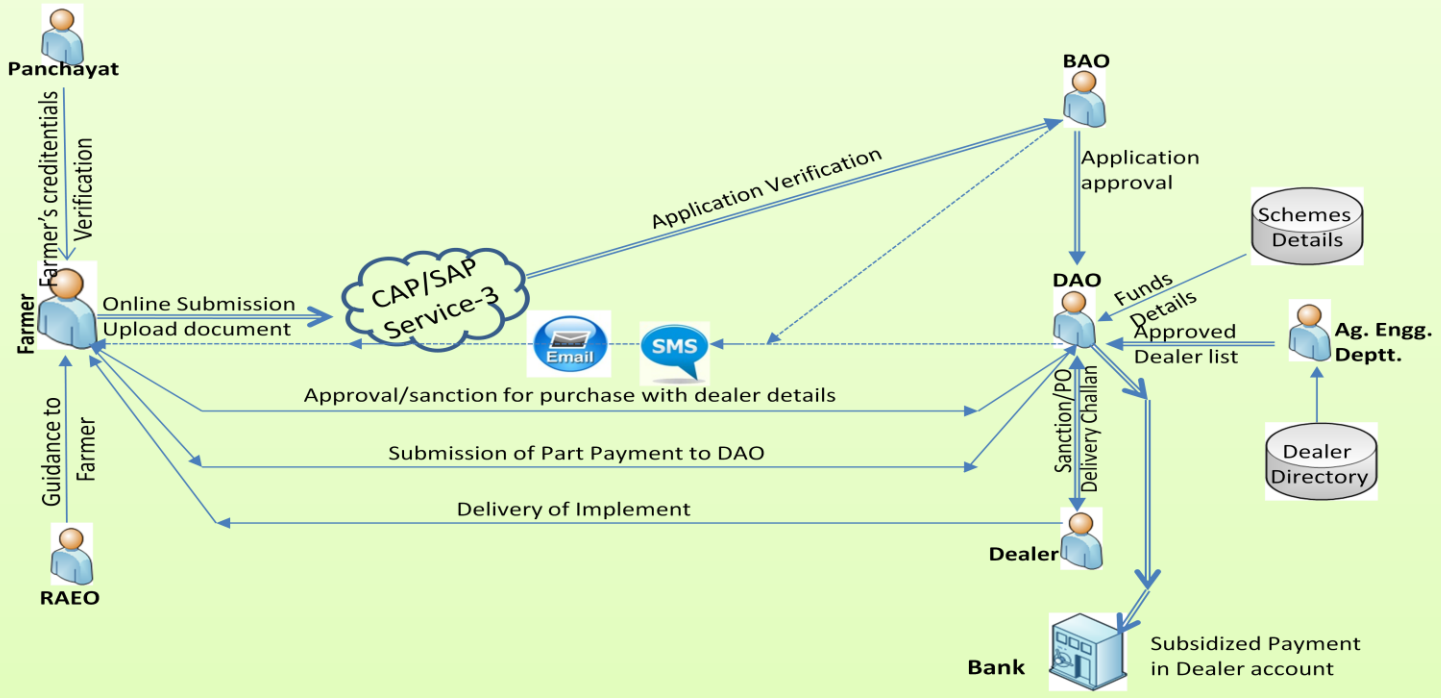 Panchayat
BAO
Farmer's creditentials
Verification
Application Verification
Application
approval
Schemes
Details
CAP/SAP
Service-3
Farmer
Online Submission
Upload document
DAO
Funds
Details
Approved
Dealer list
Ag. Engg.
Deptt.
Email
SMS
Approval/sanction for purchase with dealer details
Guidance to
Farmer
Submission of Part Payment to DAO
Sanction/PO
Delivery Challan
Dealer
Directory
Delivery of Implement
Dealer
RAEO
Bank
Subsidized Payment
in Dealer account